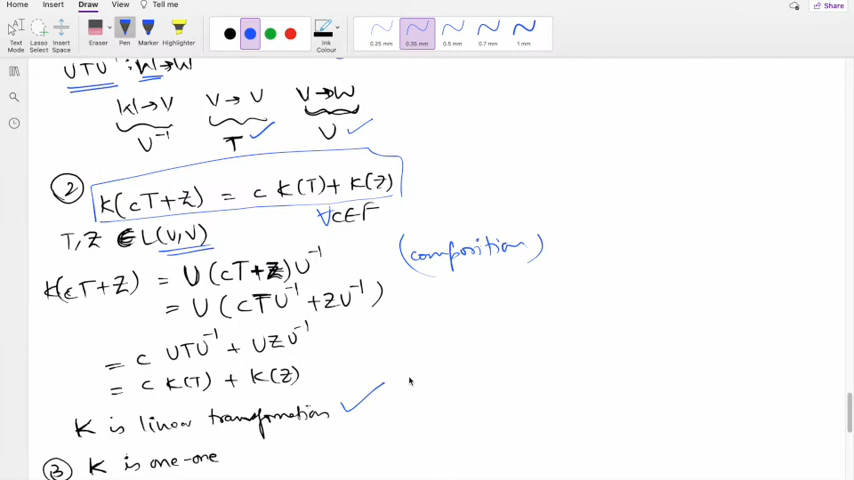 Home Insert Draw View Tell me
Share
Text Mode Lasso Select Insert Space Eraser Pen Marker Highlighter Ink Colour 0.25 mm 0.35 mm 0.5 mm 0.7 mm 1 mm
UTU⁻¹ : W→W
W→V V→V V→W
U⁻¹ T U
② K(cT+Z) = c K(T)+K(Z)
∀c∈F
T,Z ∈ L(V,V)
(composition)
K(cT+Z) = U(cT+Z)U⁻¹
= U(cTU⁻¹+ZU⁻¹)
= c UTU⁻¹ + UZU⁻¹
= c K(T) + K(Z)
K is linear transformation
③ K is one-one